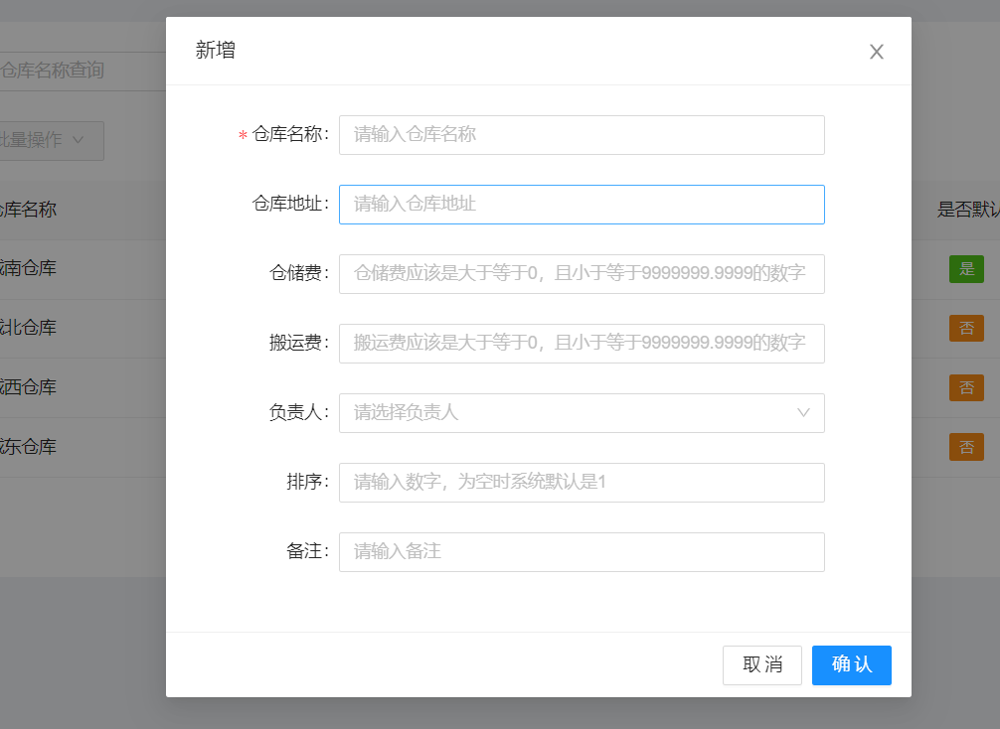 新增
仓库名称查询
批量操作
仓库名称
是否默认
* 仓库名称:
请输入仓库名称
仓库地址:
请输入仓库地址
城南仓库
是
仓储费:
仓储费应该是大于等于0，且小于等于9999999.9999的数字
城北仓库
否
搬运费:
搬运费应该是大于等于0，且小于等于9999999.9999的数字
城西仓库
否
负责人:
请选择负责人
城东仓库
否
排序:
请输入数字，为空时系统默认是1
备注:
请输入备注
取消
确认